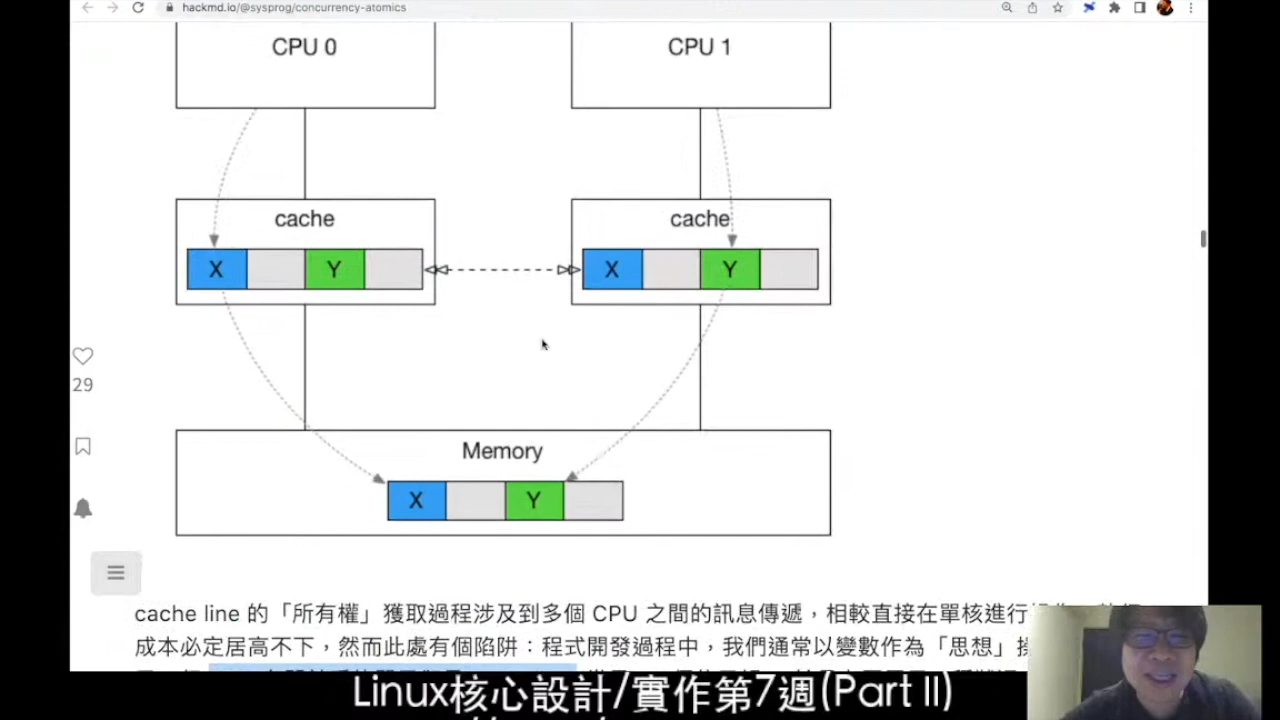 hackmd.io/@sysprog/concurrency-atomics
CPU 0
CPU 1
cache
cache
X
Y
X
Y
29
Memory
X
Y
cache line 的「所有權」獲取過程涉及到多個 CPU 之間的訊息傳遞，相較直接在單核進行
成本必定居高不下，然而此處有個陷阱：程式開發過程中，我們通常以變數作為「思想」
Linux核心設計/實作第7週(Part II)